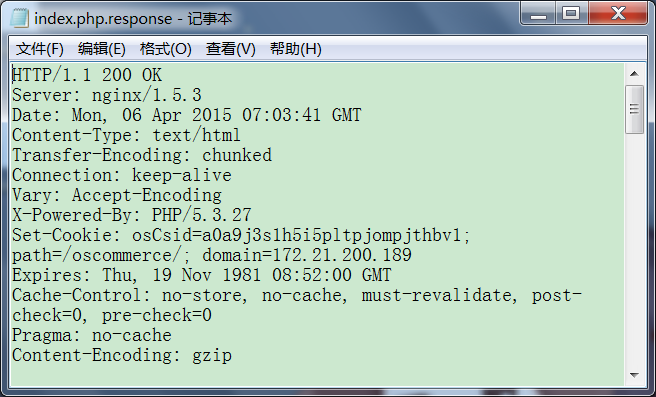 index.php.response - 记事本
文件(F) 编辑(E) 格式(O) 查看(V) 帮助(H)
HTTP/1.1 200 OK
Server: nginx/1.5.3
Date: Mon, 06 Apr 2015 07:03:41 GMT
Content-Type: text/html
Transfer-Encoding: chunked
Connection: keep-alive
Vary: Accept-Encoding
X-Powered-By: PHP/5.3.27
Set-Cookie: osCsid=a0a9j3slh5i5pltpjompjthbv1;
path=/oscommerce/; domain=172.21.200.189
Expires: Thu, 19 Nov 1981 08:52:00 GMT
Cache-Control: no-store, no-cache, must-revalidate, post-
check=0, pre-check=0
Pragma: no-cache
Content-Encoding: gzip